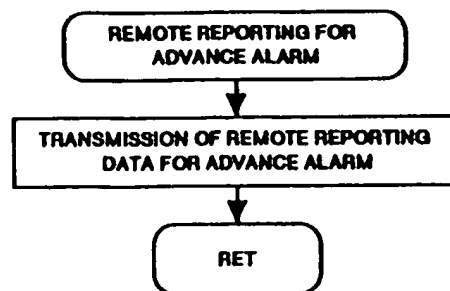 REMOTE REPORTING FOR
ADVANCE ALARM
TRANSMISSION OF REMOTE REPORTING
DATA FOR ADVANCE ALARM
RET